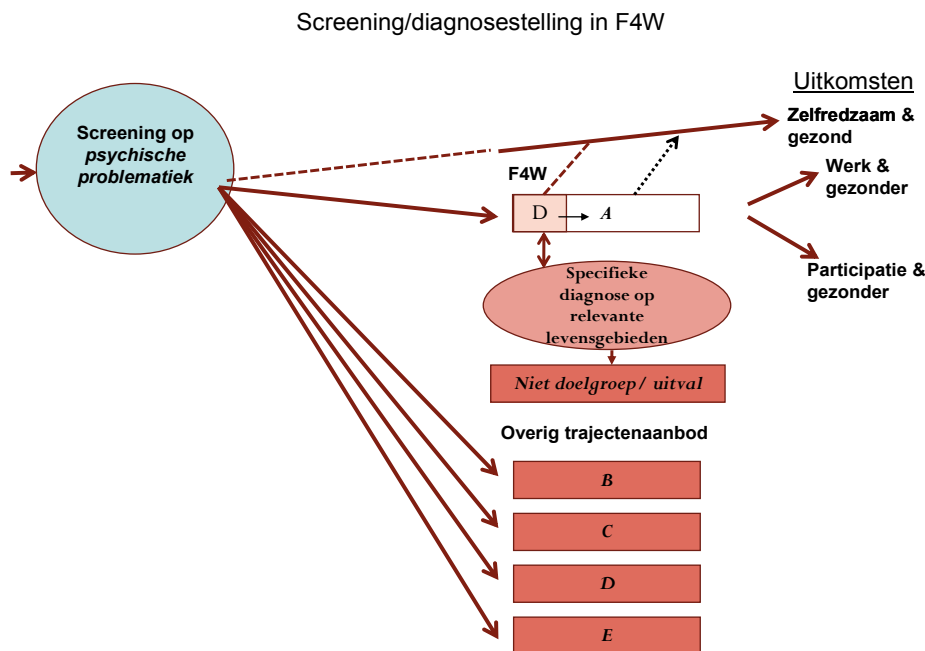 Screening/diagnosestelling in F4W
Uitkomsten
Zelfredzaam &
gezond
Screening op
psychische
problematiek
Werk &
gezonder
F4W
D
A
Participatie &
gezonder
Specifieke
diagnose op
relevante
levensgebieden
Niet doelgroep / uitval
Overig trajectenaanbod
B
C
D
E